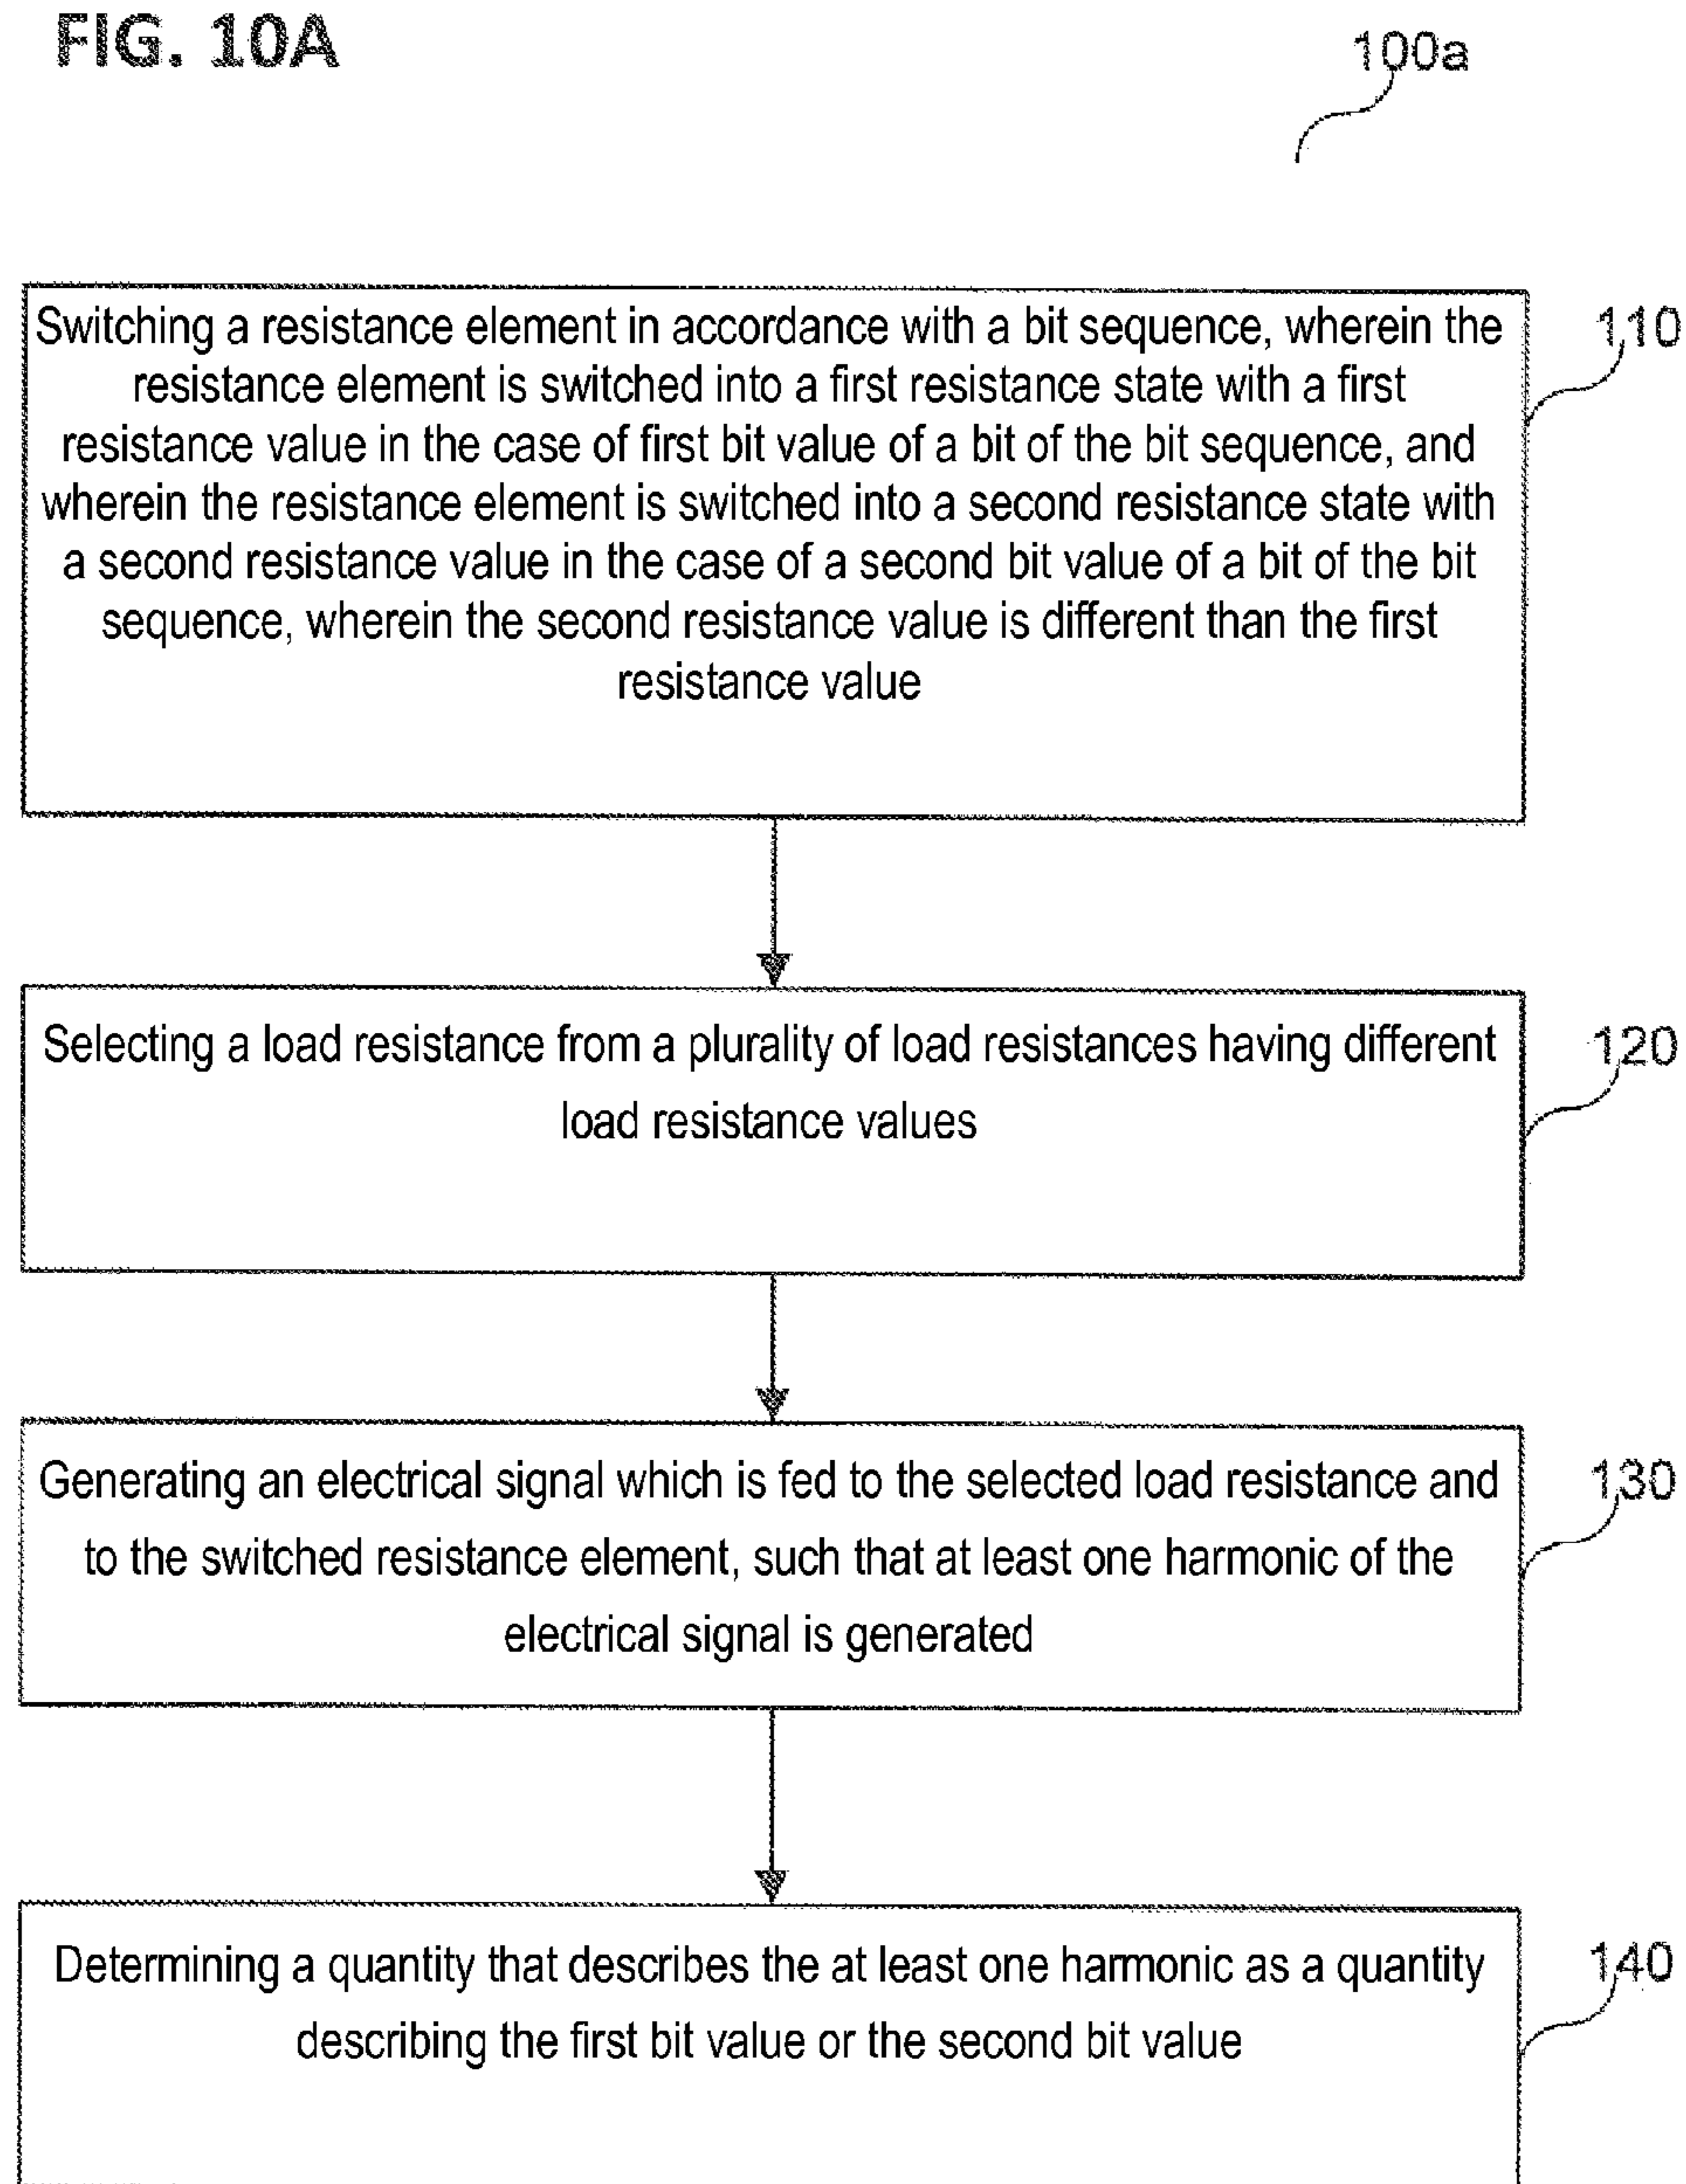 FIG. 10A
100a
Switching a resistance element in accordance with a bit sequence, wherein the
resistance element is switched into a first resistance state with a first
resistance value in the case of first bit value of a bit of the bit sequence, and
wherein the resistance element is switched into a second resistance state with
a second resistance value in the case of a second bit value of a bit of the bit
sequence, wherein the second resistance value is different than the first
resistance value
110
Selecting a load resistance from a plurality of load resistances having different
load resistance values
120
Generating an electrical signal which is fed to the selected load resistance and
to the switched resistance element, such that at least one harmonic of the
electrical signal is generated
130
Determining a quantity that describes the at least one harmonic as a quantity
describing the first bit value or the second bit value
140